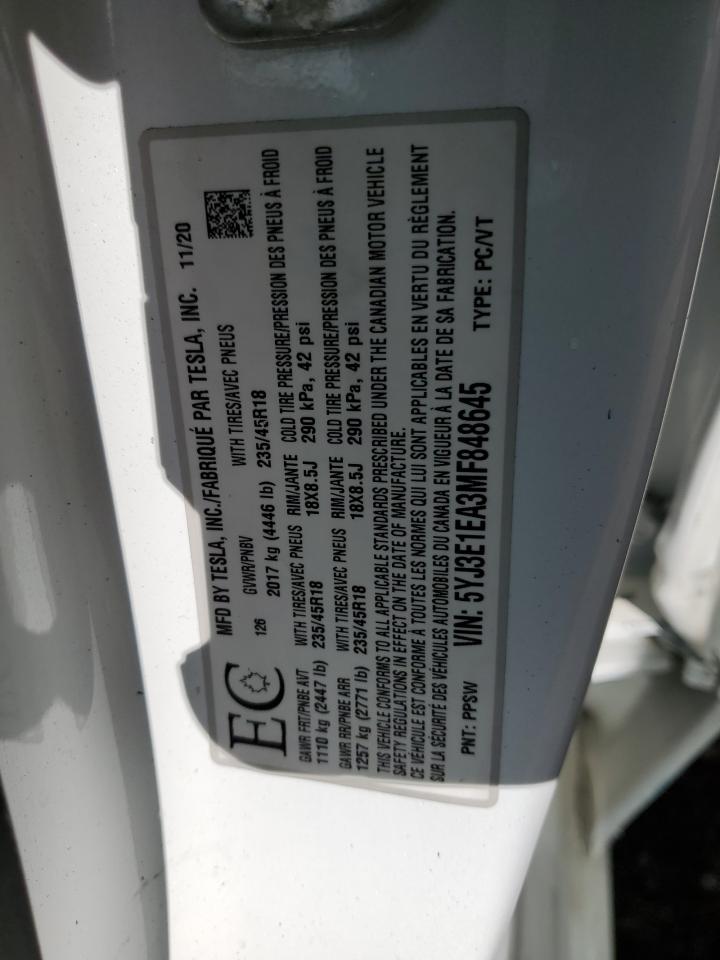 MFD BY TESLA, INC./FABRIQUÉ PAR TESLA, INC. 11/20
EC
126
GVWR/PNBV WITH TIRES/AVEC PNEUS
2017 kg (4446 lb) 235/45R18
GAWR FRT/PNBE AVT WITH TIRES/AVEC PNEUS RIM/JANTE COLD TIRE PRESSURE/PRESSION DES PNEUS À FROID
1110 kg (2447 lb) 235/45R18 18X8.5J 290 kPa, 42 psi
GAWR RR/PNBE ARR WITH TIRES/AVEC PNEUS RIM/JANTE COLD TIRE PRESSURE/PRESSION DES PNEUS À FROID
1257 kg (2771 lb) 235/45R18 18X8.5J 290 kPa, 42 psi
THIS VEHICLE CONFORMS TO ALL APPLICABLE STANDARDS PRESCRIBED UNDER THE CANADIAN MOTOR VEHICLE
SAFETY REGULATIONS IN EFFECT ON THE DATE OF MANUFACTURE.
CE VÉHICULE EST CONFORME À TOUTES LES NORMES QUI LUI SONT APPLICABLES EN VERTU DU RÈGLEMENT
SUR LA SÉCURITÉ DES VÉHICULES AUTOMOBILES DU CANADA EN VIGUEUR À LA DATE DE SA FABRICATION.
VIN: 5YJ3E1EA3MF848645
PNT: PPSW TYPE: PC/VT